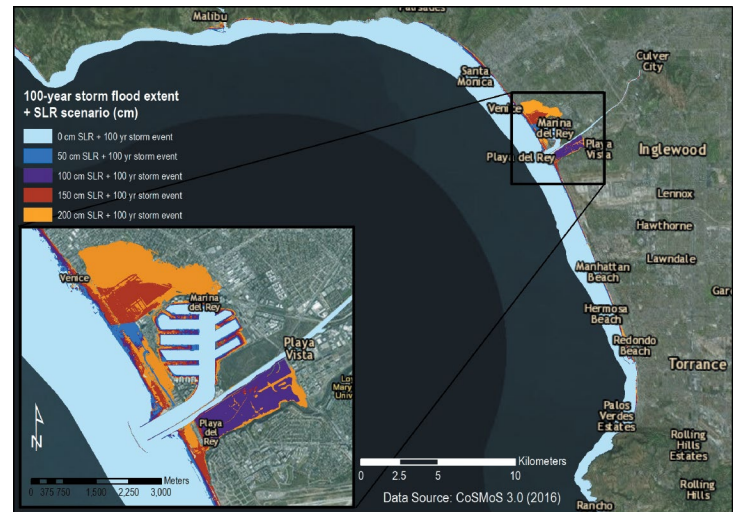 Malibu
Palisades
Santa
Monica
Culver
City
Venice
Marina
del Rey
Playa del Rey
Playa
Vista
Inglewood
Lennox
Hawthorne
Lawndale
Manhattan
Beach
Gar
Hermosa
Beach
Redondo
Beach
Torrance
Palos
Verdes
Estates
Rolling
Hills
Estates
Rolling
Hills
Rancho
100-year storm flood extent
+ SLR scenario (cm)
0 cm SLR + 100 yr storm event
50 cm SLR + 100 yr storm event
100 cm SLR + 100 yr storm event
150 cm SLR + 100 yr storm event
200 cm SLR + 100 yr storm event
Venice
Marina
del Rey
Playa
Vista
Lo
Mary
Univ
Playa
del
Rey
N
Meters
0 375 750 1,500 2,250 3,000
Kilometers
0 2.5 5 10
Data Source: CoSMoS 3.0 (2016)